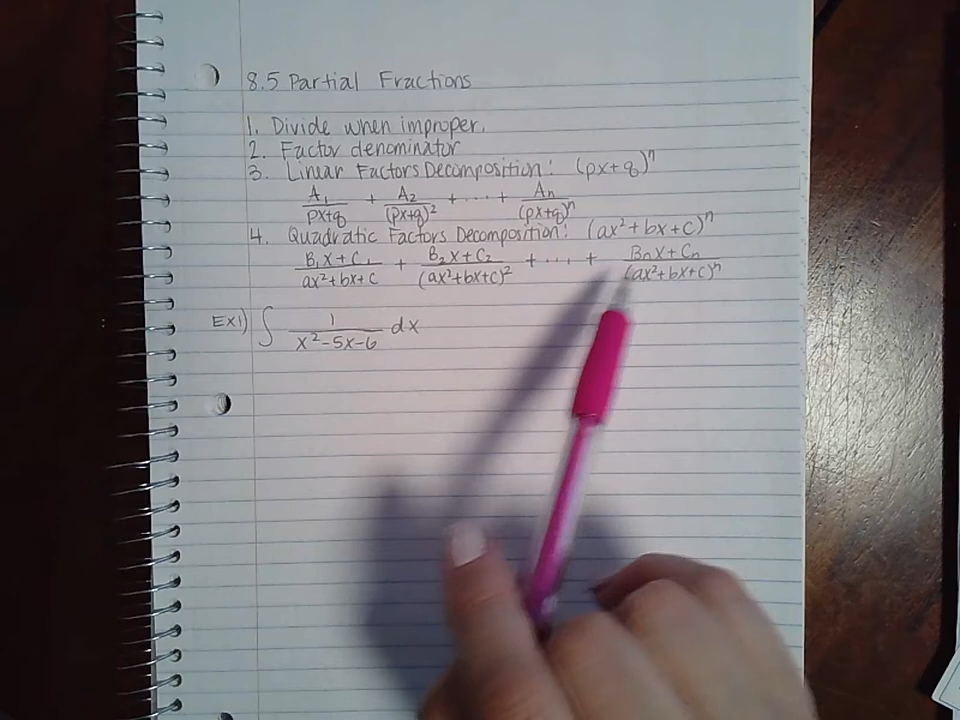 8.5 Partial Fractions
1. Divide when improper.
2. Factor denominator
3. Linear Factors Decomposition: (px+q)ⁿ
A₁/(px+q) + A₂/(px+q)² + ... + Aₙ/(px+q)ⁿ
4. Quadratic Factors Decomposition: (ax²+bx+c)ⁿ
(B₁x+C₁)/(ax²+bx+c) + (B₂x+C₂)/(ax²+bx+c)² + ... + (Bₙx+Cₙ)/(ax²+bx+c)ⁿ
Ex1) ∫ 1/(x²-5x-6) dx